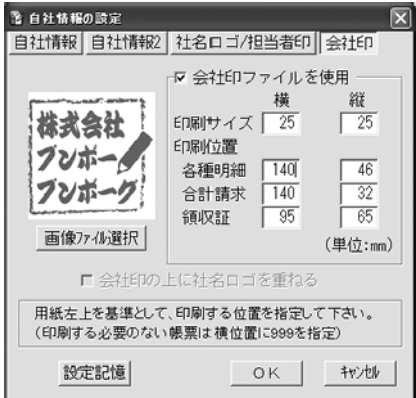 自社情報の設定
自社情報 自社情報2 社名ロゴ/担当者印 会社印
会社印ファイルを使用
横 縦
印刷サイズ 25 25
印刷位置
各種明細 140 46
合計請求 140 32
領収証 95 65
(単位:mm)
株式会社
ブンボー
ブンボーグ
画像ファイル選択
会社印の上に社名ロゴを重ねる
用紙左上を基準として、印刷する位置を指定して下さい。
(印刷する必要のない帳票は横位置に999を指定)
設定記憶 OK キャンセル